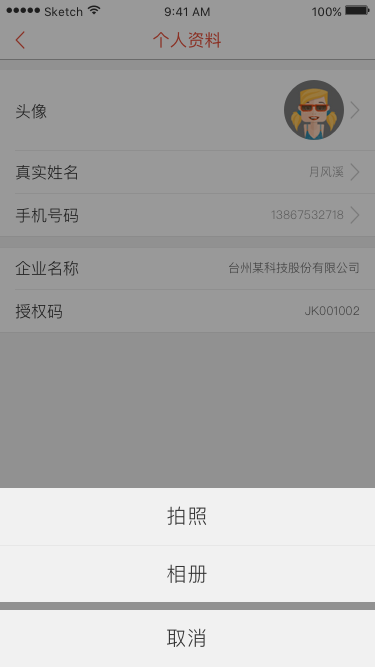 Sketch 9:41 AM 100%
个人资料
头像
真实姓名 月风溪
手机号码 13867532718
企业名称 台州某科技股份有限公司
授权码 JK001002
拍照
相册
取消